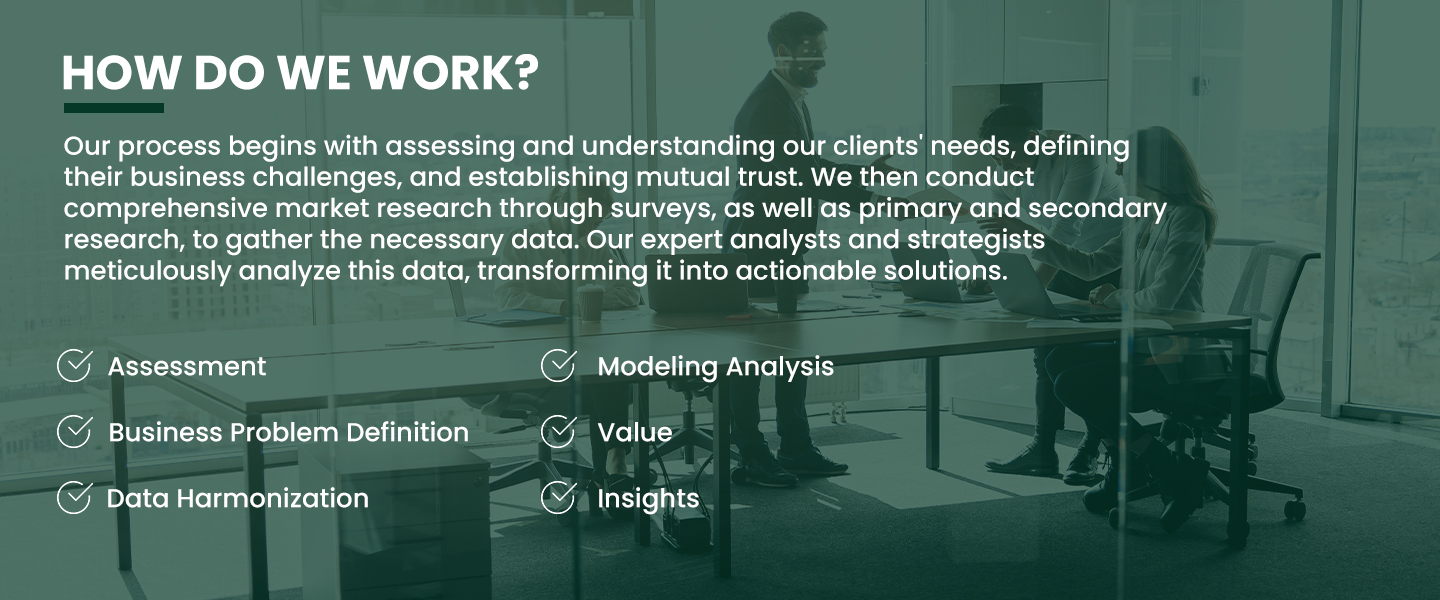 HOW DO WE WORK?
Our process begins with assessing and understanding our clients' needs, defining
their business challenges, and establishing mutual trust. We then conduct
comprehensive market research through surveys, as well as primary and secondary
research, to gather the necessary data. Our expert analysts and strategists
meticulously analyze this data, transforming it into actionable solutions.
Assessment
Business Problem Definition
Data Harmonization
Modeling Analysis
Value
Insights